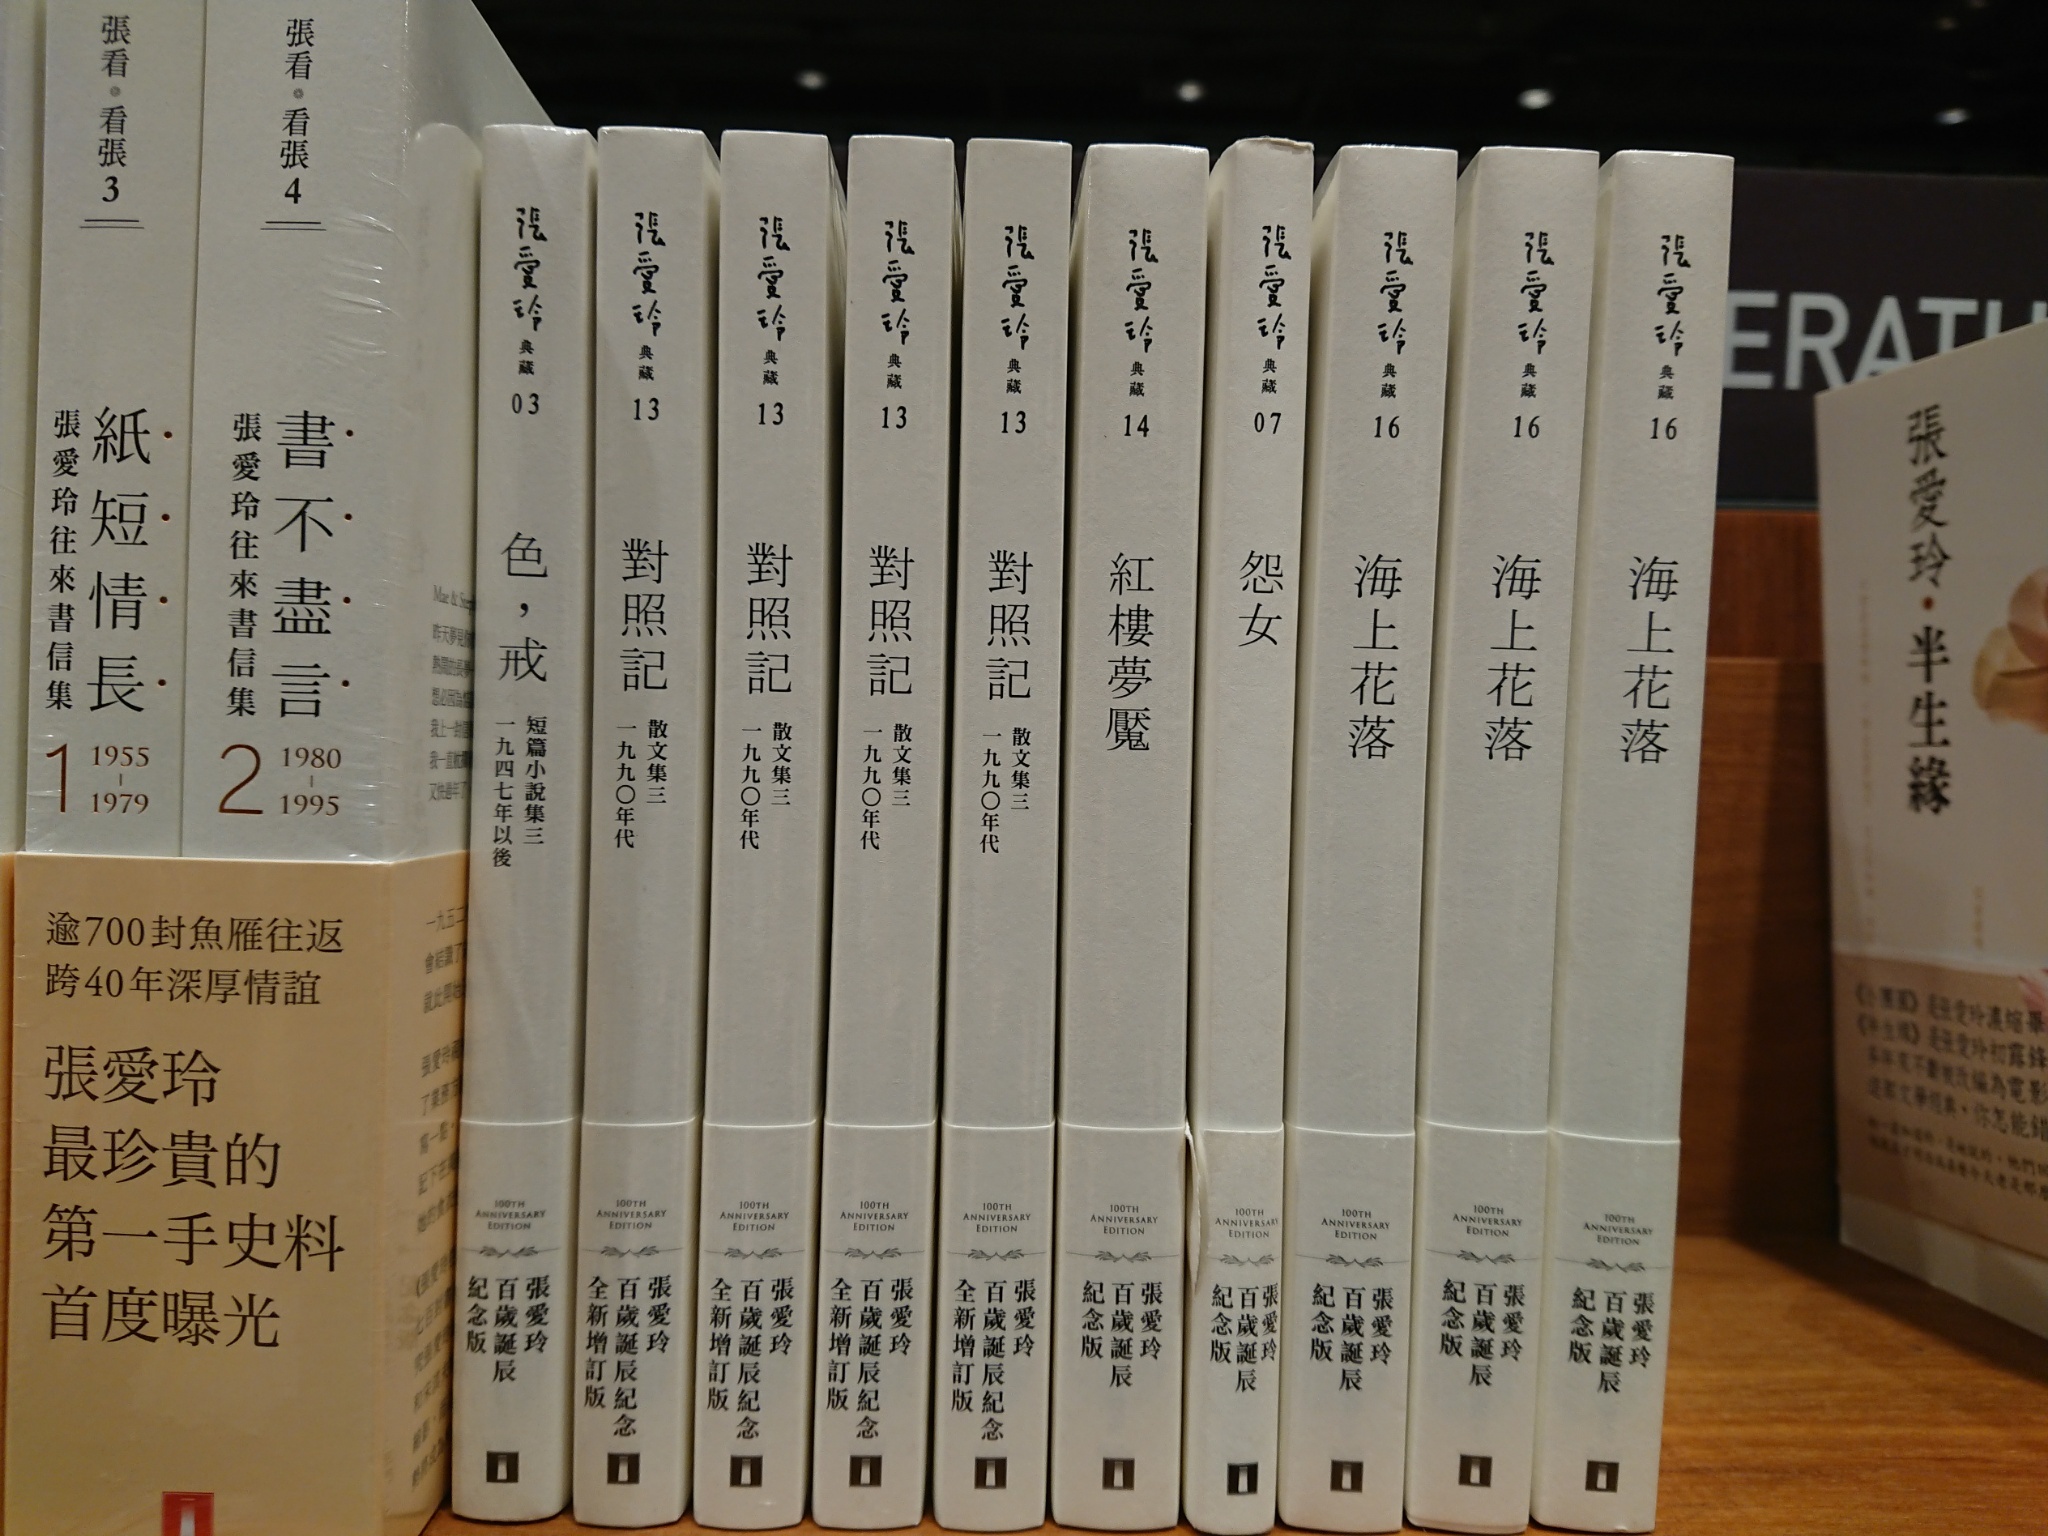 張看·看張
3
張愛玲往來書信集
紙短情長
1
1955
-
1979
張看·看張
4
張愛玲往來書信集
書不盡言
2
1980
-
1995
逾700封魚雁往返
跨40年深厚情誼
張愛玲
最珍貴的
第一手史料
首度曝光
張愛玲
典藏
03
色,戒
短篇小說集三
一九四七年以後
100TH
ANNIVERSARY
EDITION
張愛玲
百歲誕辰
紀念版
張愛玲
典藏
13
對照記
散文集三
一九九〇年代
100TH
ANNIVERSARY
EDITION
張愛玲
百歲誕辰紀念
全新增訂版
張愛玲
典藏
13
對照記
散文集三
一九九〇年代
100TH
ANNIVERSARY
EDITION
張愛玲
百歲誕辰紀念
全新增訂版
張愛玲
典藏
13
對照記
散文集三
一九九〇年代
100TH
ANNIVERSARY
EDITION
張愛玲
百歲誕辰紀念
全新增訂版
張愛玲
典藏
13
對照記
散文集三
一九九〇年代
100TH
ANNIVERSARY
EDITION
張愛玲
百歲誕辰紀念
全新增訂版
張愛玲
典藏
14
紅樓夢魘
100TH
ANNIVERSARY
EDITION
張愛玲
百歲誕辰
紀念版
張愛玲
典藏
07
怨女
100TH
ANNIVERSARY
EDITION
張愛玲
百歲誕辰
紀念版
張愛玲
典藏
16
海上花落
100TH
ANNIVERSARY
EDITION
張愛玲
百歲誕辰
紀念版
張愛玲
典藏
16
海上花落
100TH
ANNIVERSARY
EDITION
張愛玲
百歲誕辰
紀念版
張愛玲
典藏
16
海上花落
100TH
ANNIVERSARY
EDITION
張愛玲
百歲誕辰
紀念版
ERATU
張愛玲·半生緣